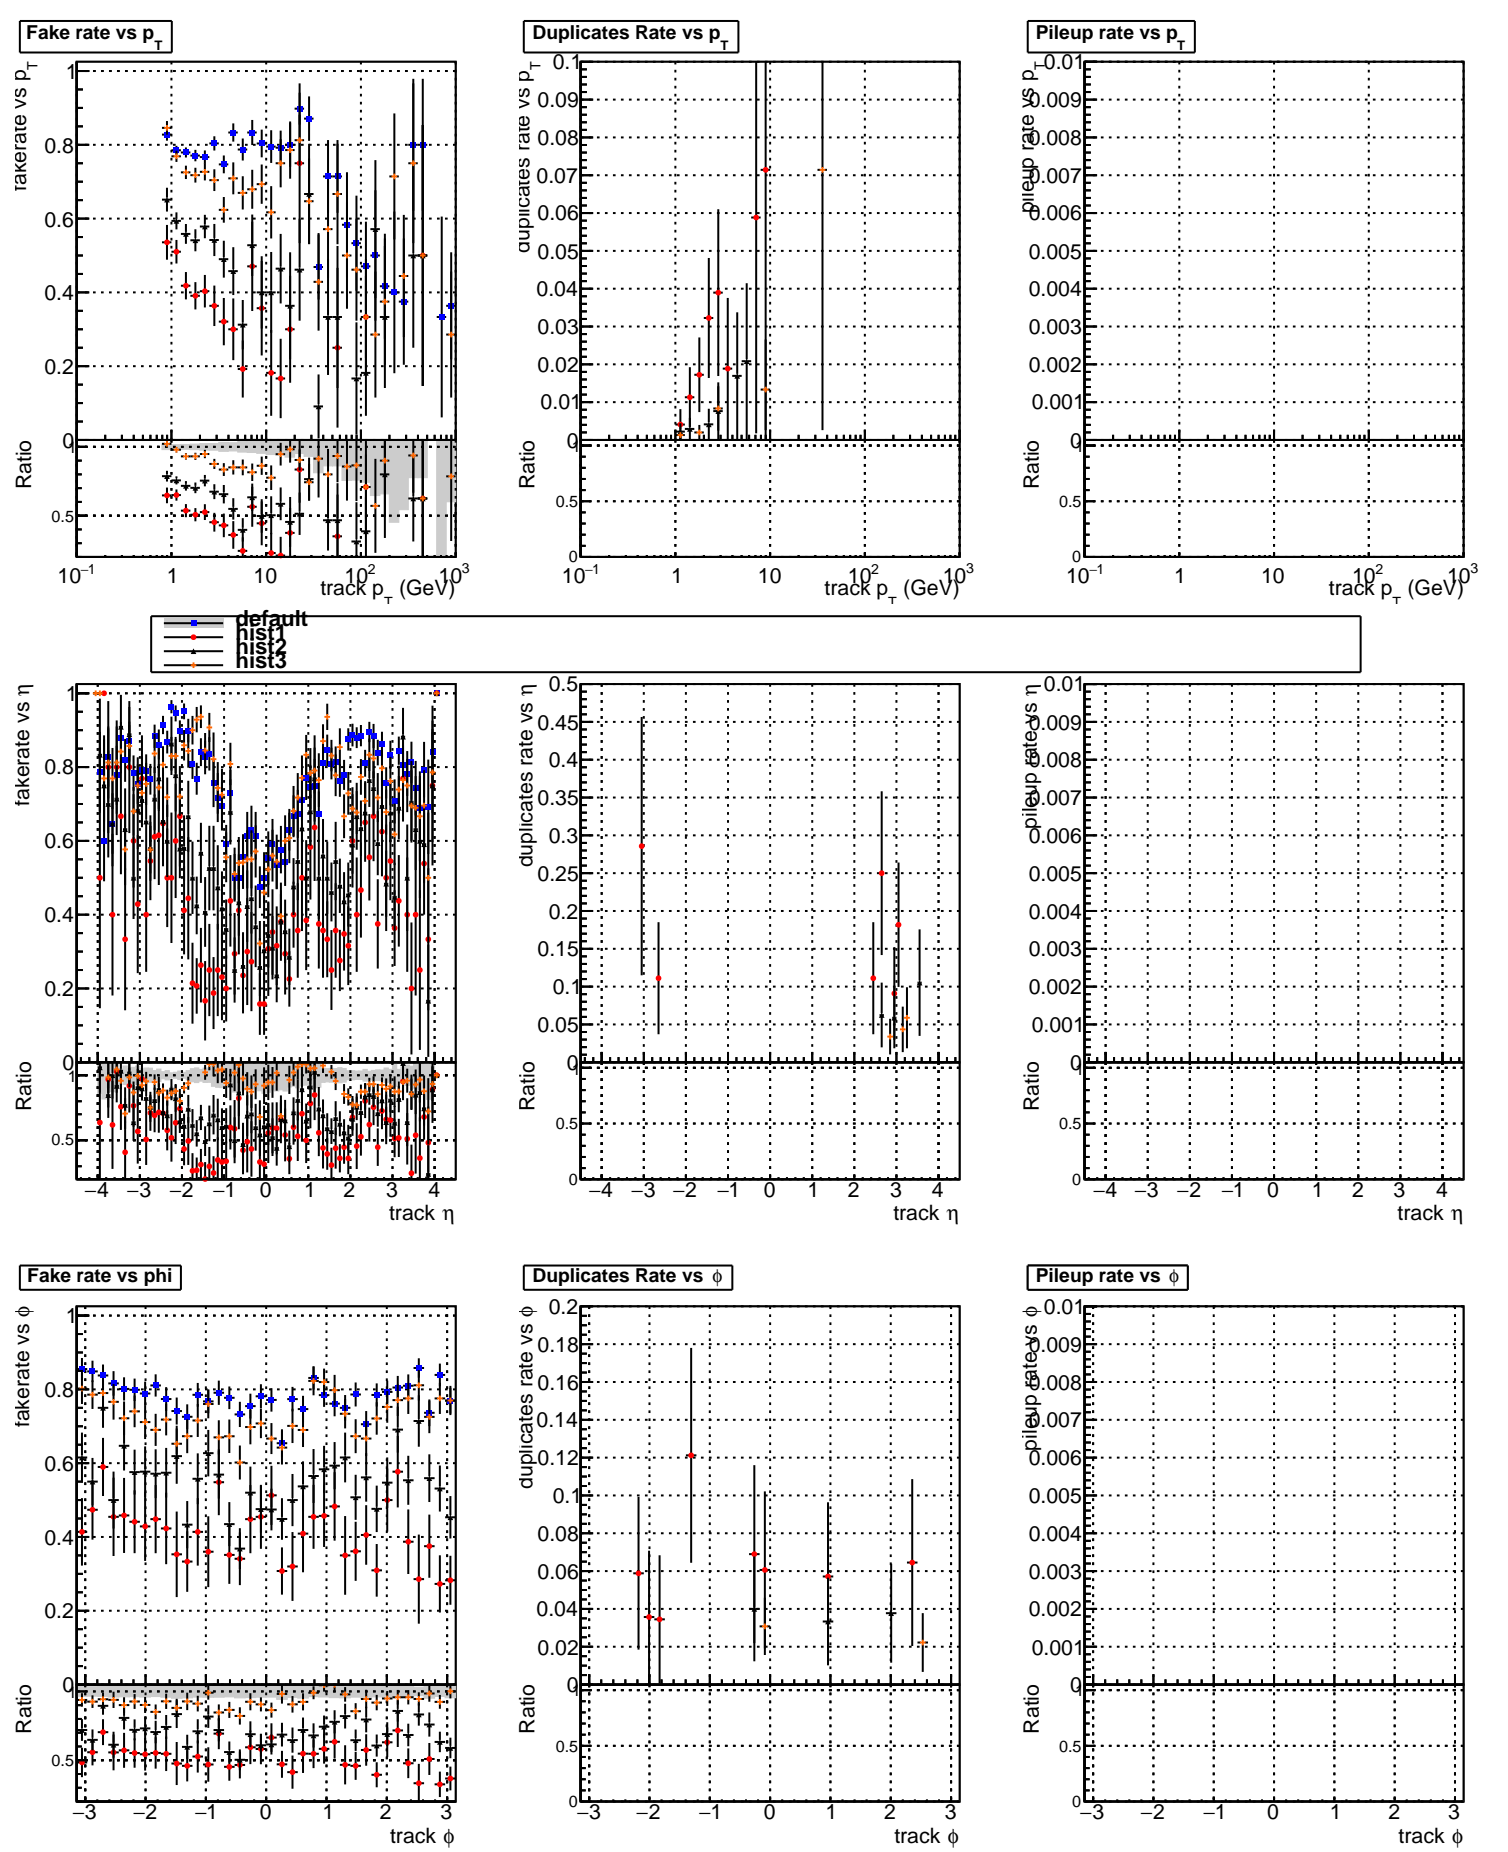 Fake rate vs pT
Duplicates Rate vs pT
Pileup rate vs pT
fakerate vs pT
1
0.8
0.6
0.4
0.2
0
Ratio
1
0.5
10−1
1
10
102
103
track pT (GeV)
duplicates rate vs pT
0.1
0.09
0.08
0.07
0.06
0.05
0.04
0.03
0.02
0.01
0
Ratio
1
0.5
0
10−1
1
10
102
103
track pT (GeV)
pileup rate vs pT
0.01
0.009
0.008
0.007
0.006
0.005
0.004
0.003
0.002
0.001
0
Ratio
1
0.5
0
10−1
1
10
102
103
track pT (GeV)
default
hist1
hist2
hist3
fakerate vs η
1
0.8
0.6
0.4
0.2
0
Ratio
1
0.5
−4 −3 −2 −1 0 1 2 3 4
track η
duplicates rate vs η
0.5
0.45
0.4
0.35
0.3
0.25
0.2
0.15
0.1
0.05
0
Ratio
1
0.5
0
−4 −3 −2 −1 0 1 2 3 4
track η
pileup rate vs η
0.01
0.009
0.008
0.007
0.006
0.005
0.004
0.003
0.002
0.001
0
Ratio
1
0.5
0
−4 −3 −2 −1 0 1 2 3 4
track η
Fake rate vs phi
Duplicates Rate vs ϕ
Pileup rate vs ϕ
fakerate vs ϕ
1
0.8
0.6
0.4
0.2
0
Ratio
1
0.5
−3 −2 −1 0 1 2 3
track ϕ
duplicates rate vs ϕ
0.2
0.18
0.16
0.14
0.12
0.1
0.08
0.06
0.04
0.02
0
Ratio
1
0.5
0
−3 −2 −1 0 1 2 3
track ϕ
pileup rate vs ϕ
0.01
0.009
0.008
0.007
0.006
0.005
0.004
0.003
0.002
0.001
0
Ratio
1
0.5
0
−3 −2 −1 0 1 2 3
track ϕ